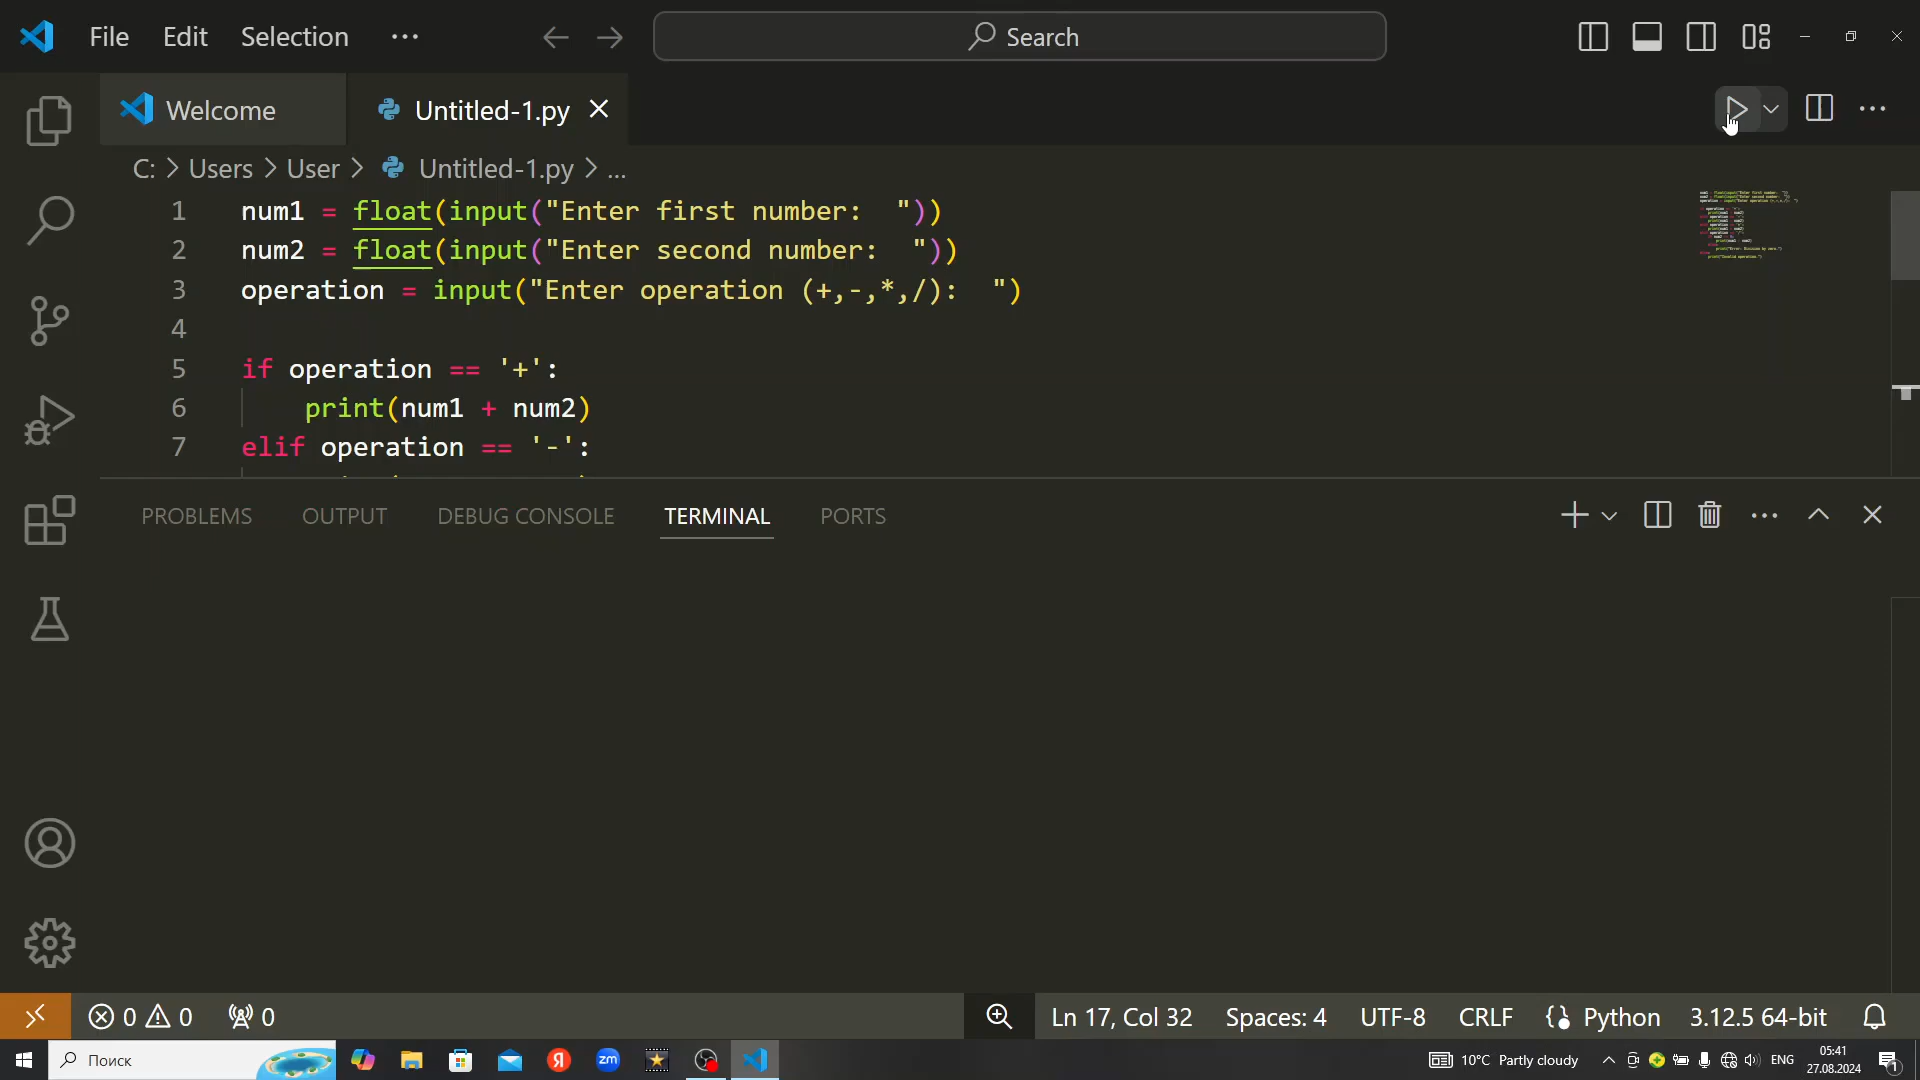 File Edit Selection ...
Search
Welcome
Untitled-1.py
C: > Users > User > Untitled-1.py > ...
1 num1 = float(input("Enter first number:  "))
2 num2 = float(input("Enter second number:  "))
3 operation = input("Enter operation (+,-,*,/):  ")
4
5 if operation == '+':
6     print(num1 + num2)
7 elif operation == '-':
PROBLEMS OUTPUT DEBUG CONSOLE TERMINAL PORTS
0 0 0
Ln 17, Col 32 Spaces: 4 UTF-8 CRLF Python 3.12.5 64-bit
Поиск
Я
zm
10°C Partly cloudy
ENG
05:41
27.08.2024
1